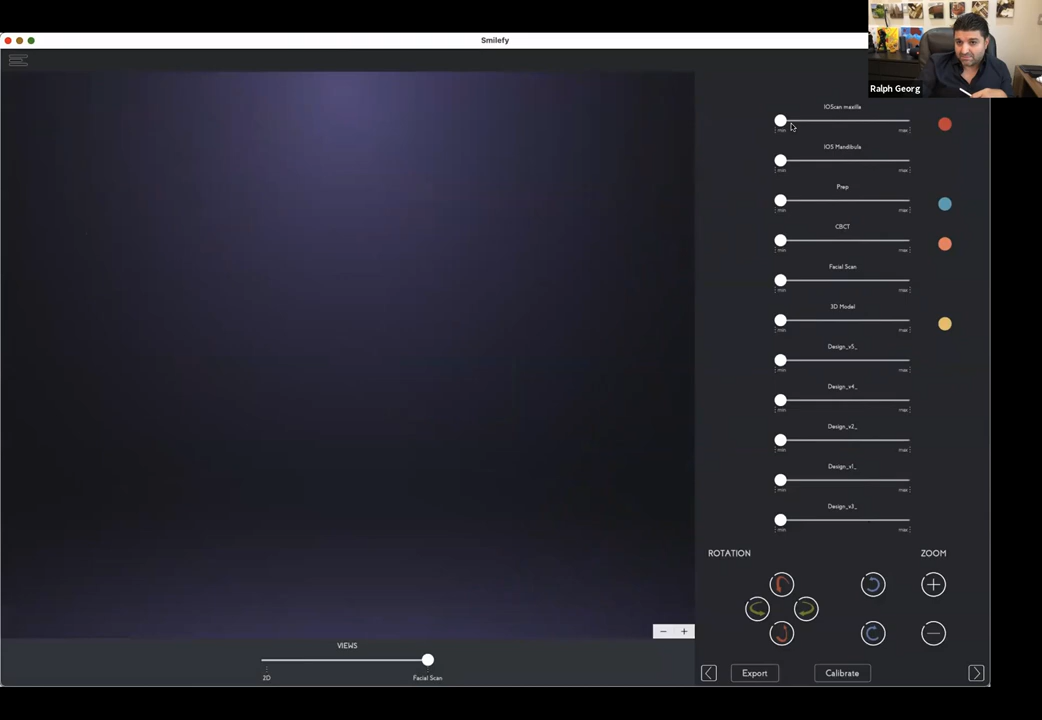 Smilefy
Ralph Georg
IOScan maxilla
min max
IOS Mandibula
min max
Prep
min max
CBCT
min max
Facial Scan
min max
3D Model
min max
Design_v5_
min max
Design_v4_
min max
Design_v2_
min max
Design_v1_
min max
Design_v3_
min max
ROTATION ZOOM
VIEWS
2D Facial Scan
Export Calibrate